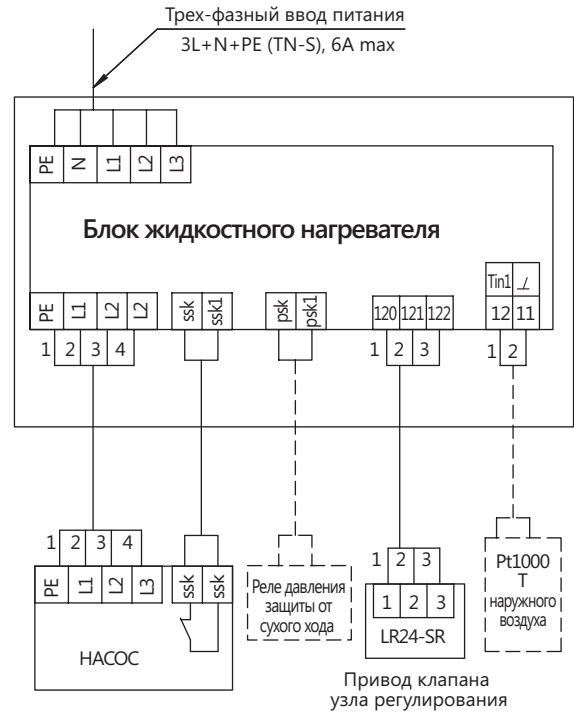 Трех-фазный ввод питания
3L+N+PE (TN-S), 6A max
PE N L1 L2 L3
Блок жидкостного нагревателя
Tin1
PE L1 L2 L2 ssk ssk1 psk psk1 120 121 122 12 11
1 2 3 4 1 2 3 1 2
1 2 3 4 1 2 3
PE L1 L2 L3 ssk ssk
НАСОС
Реле давления
защиты от
сухого хода
1 2 3
LR24-SR
Pt1000
Т
наружного
воздуха
Привод клапана
узла регулирования